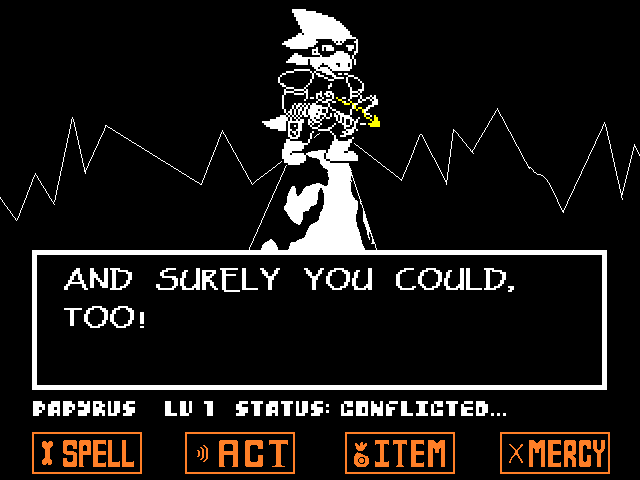 AND SURELY YOU COULD,
TOO!
PAPYRUS LV 1 STATUS: CONFLICTED...
SPELL ACT ITEM MERCY